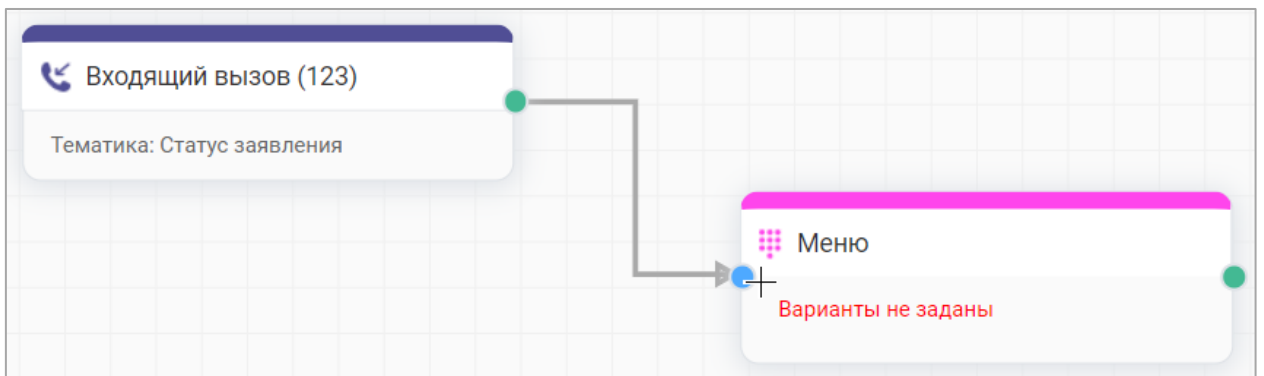 Входящий вызов (123)
Тематика: Статус заявления
Меню
Варианты не заданы